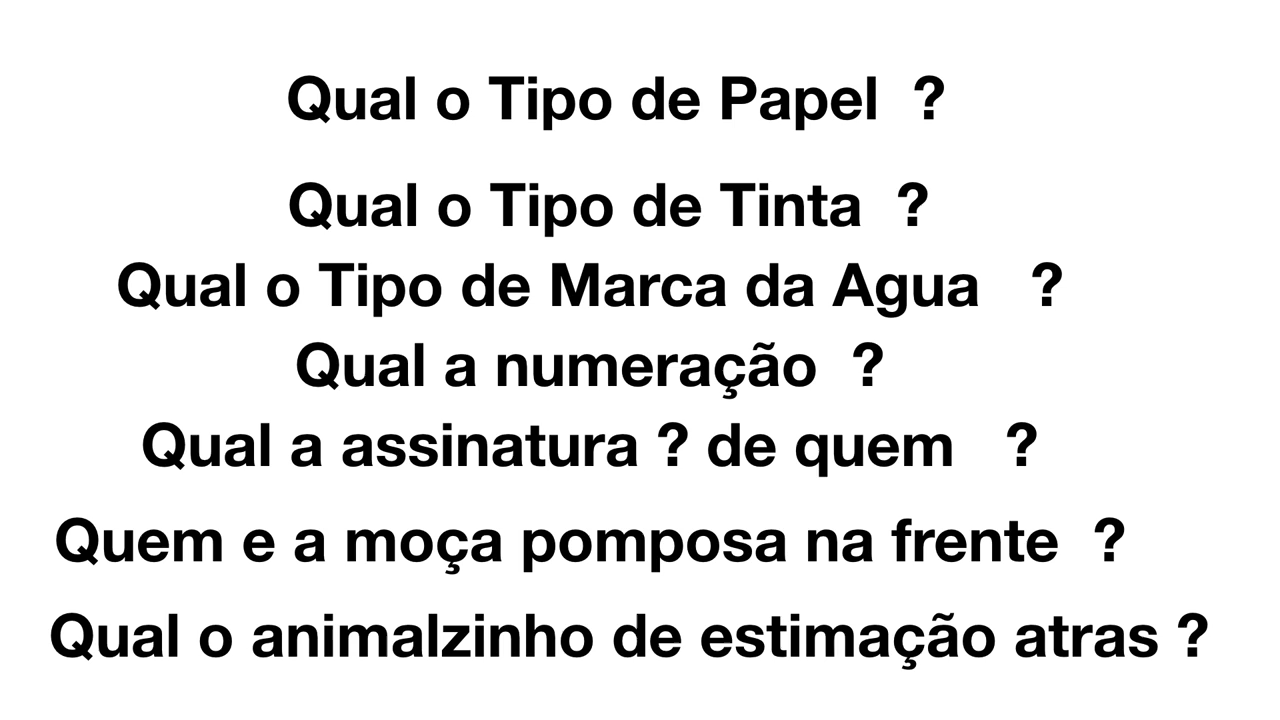 Qual o Tipo de Papel ?
Qual o Tipo de Tinta ?
Qual o Tipo de Marca da Agua ?
Qual a numeração ?
Qual a assinatura ? de quem ?
Quem e a moça pomposa na frente ?
Qual o animalzinho de estimação atras ?